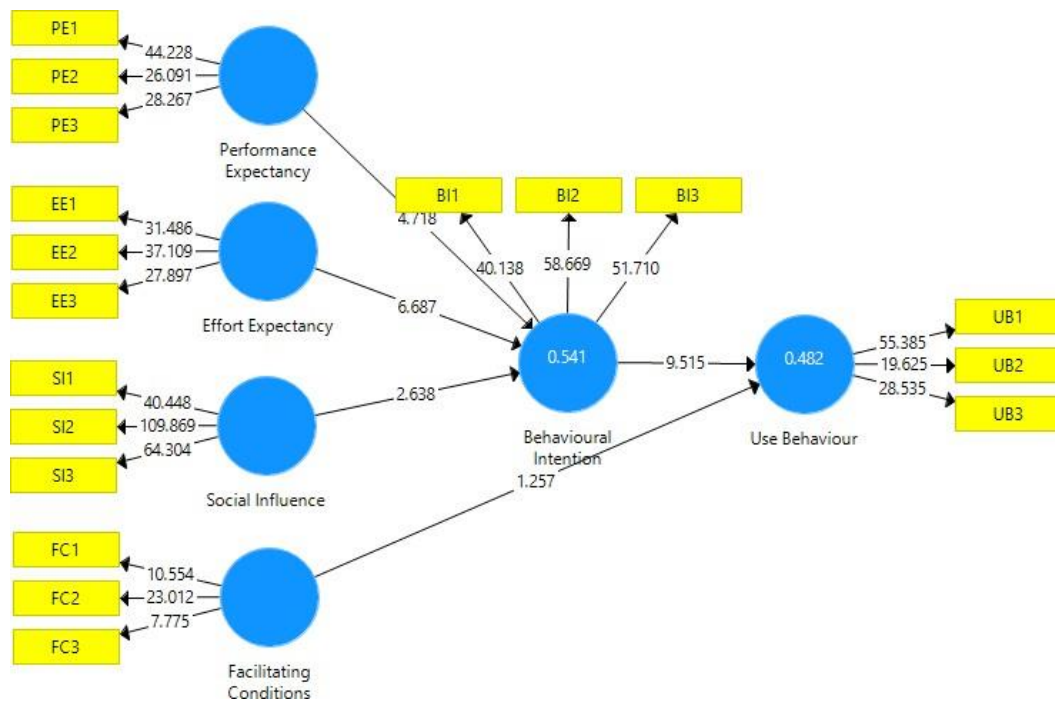 PE1
44.228
PE2
26.091
PE3
28.267
Performance
Expectancy
EE1
31.486
EE2
37.109
EE3
27.897
Effort Expectancy
SI1
40.448
SI2
109.869
SI3
64.304
Social Influence
FC1
10.554
FC2
23.012
FC3
7.775
Facilitating
Conditions
4.718
6.687
2.638
1.257
BI1
BI2
BI3
40.138
58.669
51.710
0.541
Behavioural
Intention
9.515
0.482
Use Behaviour
55.385
UB1
19.625
UB2
28.535
UB3